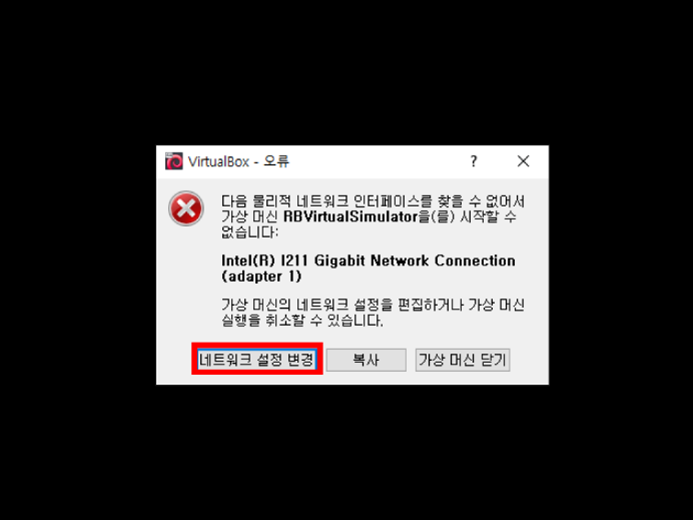 VirtualBox - 오류
다음 물리적 네트워크 인터페이스를 찾을 수 없어서
가상 머신 RBVirtualSimulator을(를) 시작할 수
없습니다:
Intel(R) I211 Gigabit Network Connection
(adapter 1)
가상 머신의 네트워크 설정을 편집하거나 가상 머신
실행을 취소할 수 있습니다.
네트워크 설정 변경
복사
가상 머신 닫기